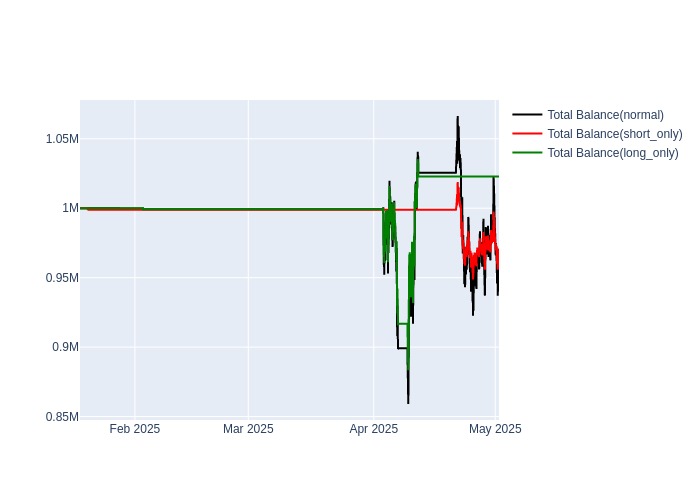 Total Balance(normal)
Total Balance(short_only)
Total Balance(long_only)
1.05M
1M
0.95M
0.9M
0.85M
Feb 2025
Mar 2025
Apr 2025
May 2025